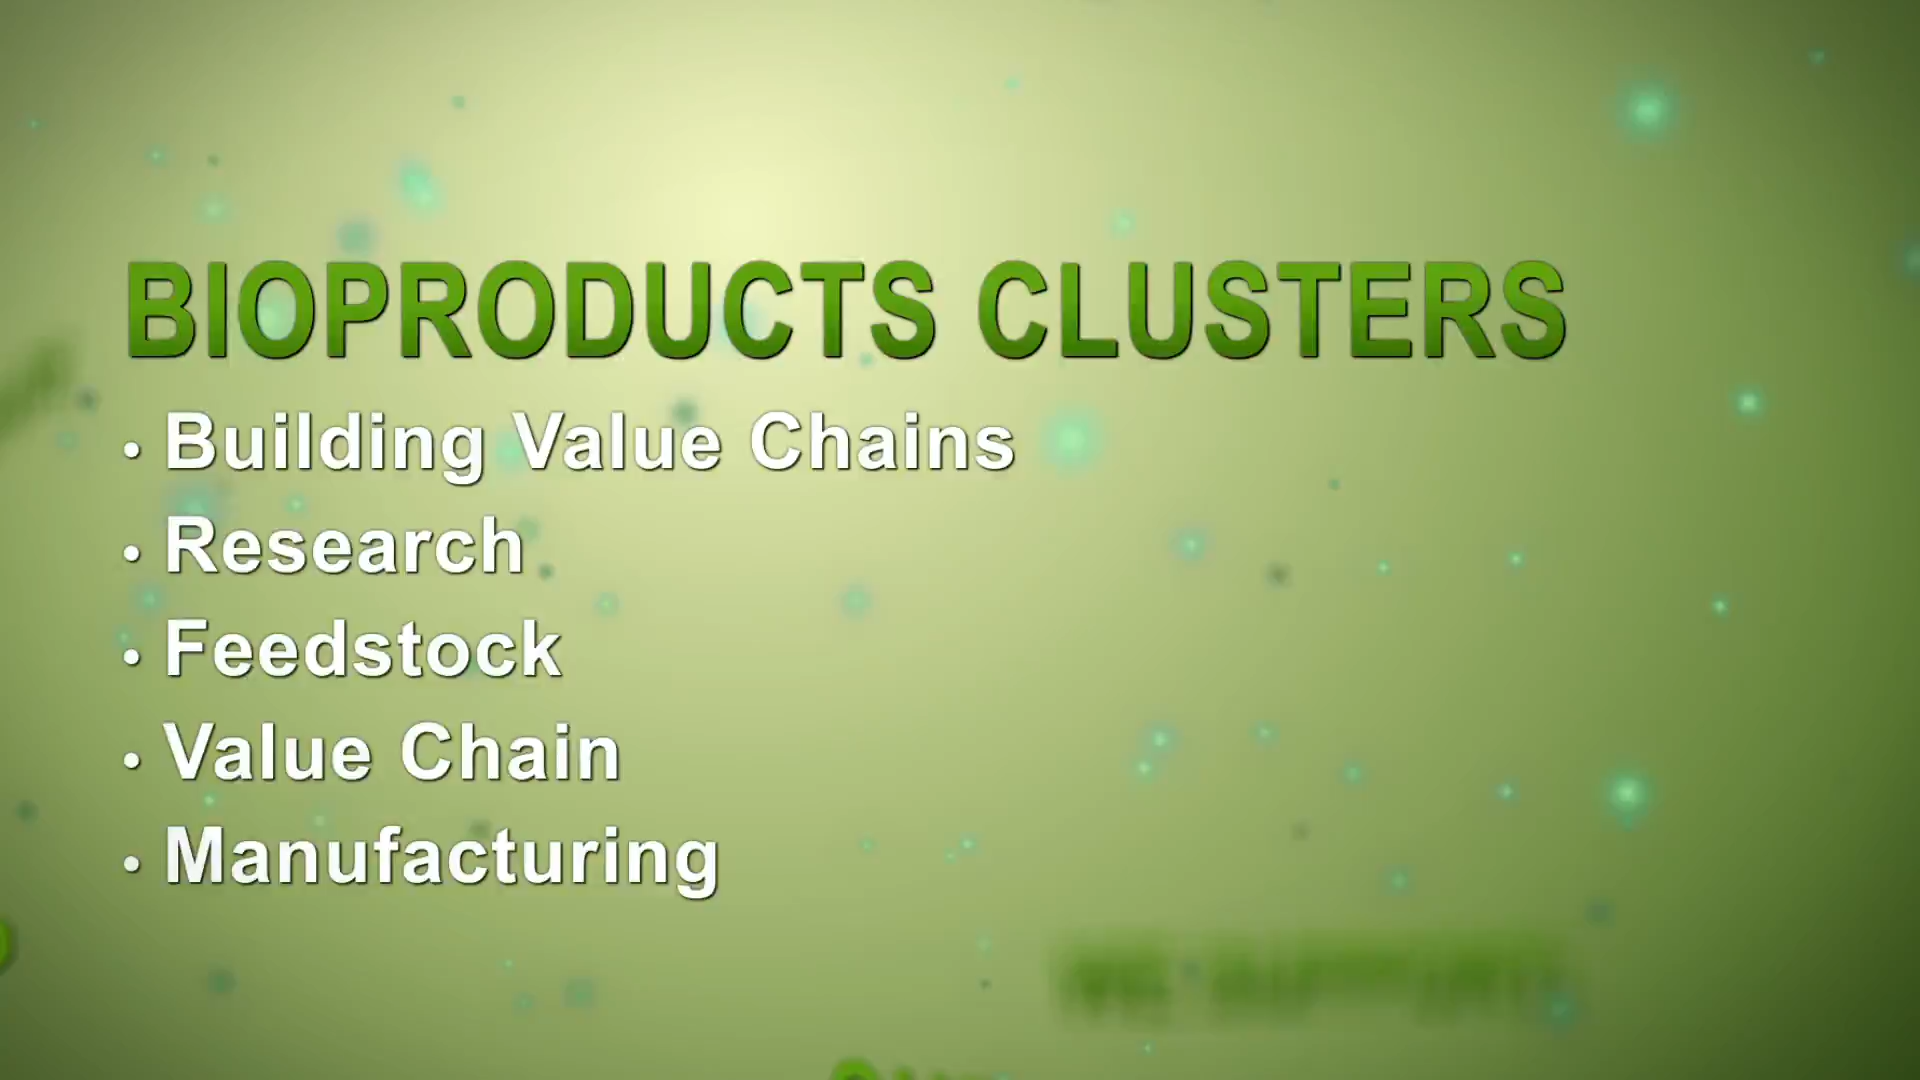 BIOPRODUCTS CLUSTERS
• Building Value Chains
• Research
• Feedstock
• Value Chain
• Manufacturing